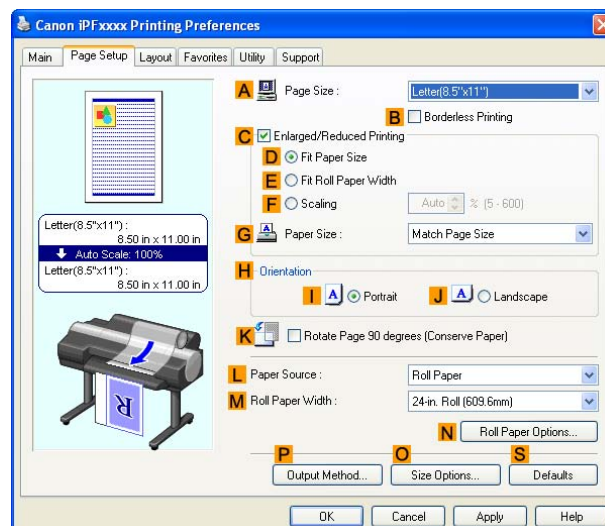 Canon iPFxxxx Printing Preferences
Main Page Setup Layout Favorites Utility Support
A Page Size : Letter(8.5"x11")
B Borderless Printing
C Enlarged/Reduced Printing
D Fit Paper Size
E Fit Roll Paper Width
F Scaling Auto % (5 - 600)
G Paper Size : Match Page Size
Letter(8.5"x11") :
8.50 in x 11.00 in
Auto Scale: 100%
Letter(8.5"x11") :
8.50 in x 11.00 in
H Orientation
I A Portrait J A Landscape
K Rotate Page 90 degrees (Conserve Paper)
L Paper Source : Roll Paper
M Roll Paper Width : 24-in. Roll (609.6mm)
R
N Roll Paper Options...
P O S
Output Method... Size Options... Defaults
OK Cancel Apply Help